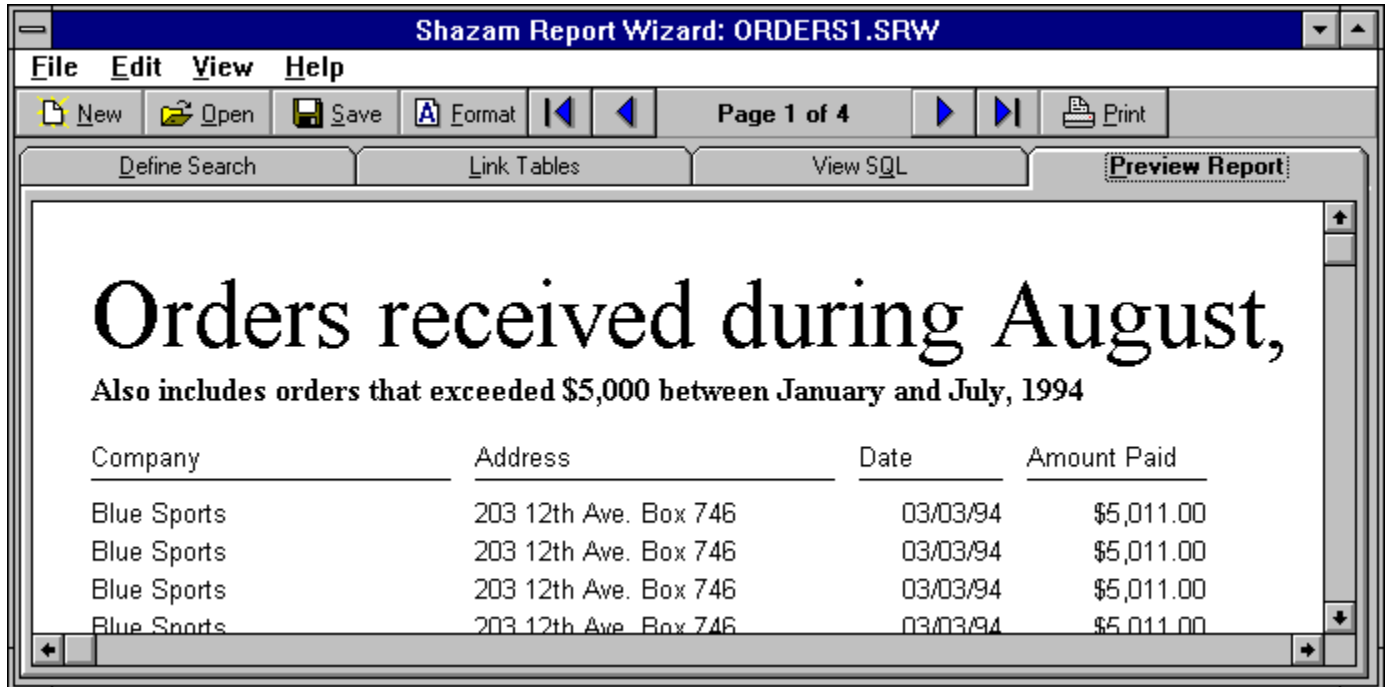 Shazam Report Wizard: ORDERS1.SRW
File Edit View Help
New Open Save A Format Page 1 of 4 Print
Define Search Link Tables View SQL Preview Report
Orders received during August,
Also includes orders that exceeded $5,000 between January and July, 1994
Company Address Date Amount Paid
Blue Sports 203 12th Ave. Box 746 03/03/94 $5,011.00
Blue Sports 203 12th Ave. Box 746 03/03/94 $5,011.00
Blue Sports 203 12th Ave. Box 746 03/03/94 $5,011.00
Blue Sports 203 12th Ave. Box 746 03/03/94 $5,011.00